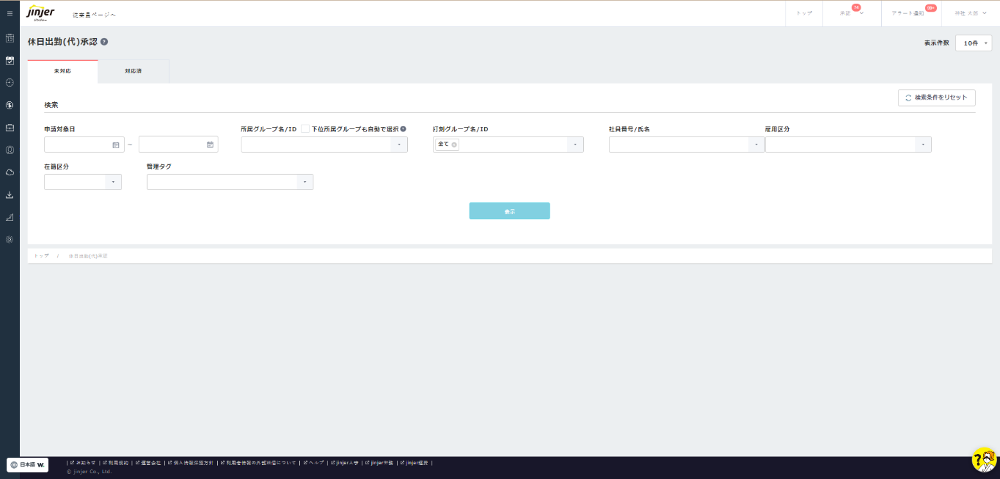 jinjer
ジンジャー
従業員ページへ
トップ
承認
74
アラート通知
99+
神社 太郎
15
休日出勤(代)承認 ?
表示件数
10件
未対応
対応済
検索
検索条件をリセット
申請対象日
~
所属グループ名/ID
下位所属グループも自動で選択 ?
打刻グループ名/ID
全て
社員番号/氏名
雇用区分
在籍区分
管理タグ
表示
トップ / 休日出勤(代)承認
日本語 W.
| お知らせ | 利用規約 | 運営会社 | 個人情報保護方針 | 利用者情報の外部送信について | ヘルプ | jinjer人事 | jinjer労務 | jinjer経費 |
© jinjer Co., Ltd.
?